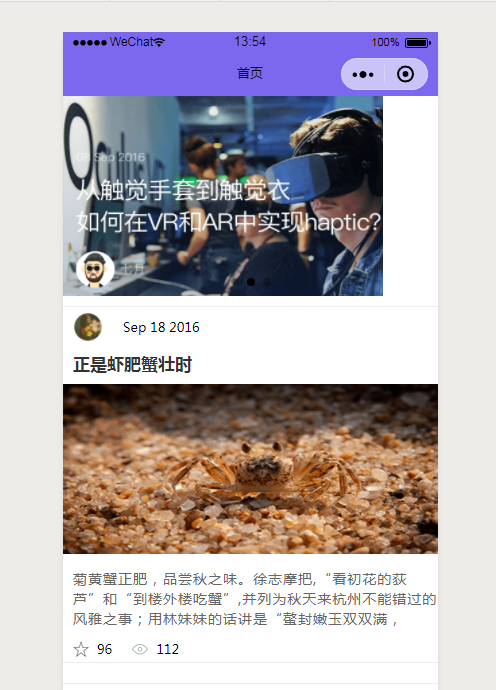 WeChat 13:54 100%
首页
08 Sep 2016
从触觉手套到触觉衣
如何在VR和AR中实现haptic?
七月
Sep 18 2016
正是虾肥蟹壮时
菊黄蟹正肥，品尝秋之味。徐志摩把,“看初花的荻
芦”和“到楼外楼吃蟹”,并列为秋天来杭州不能错过的
风雅之事；用林妹妹的话讲是“螯封嫩玉双双满，
96 112